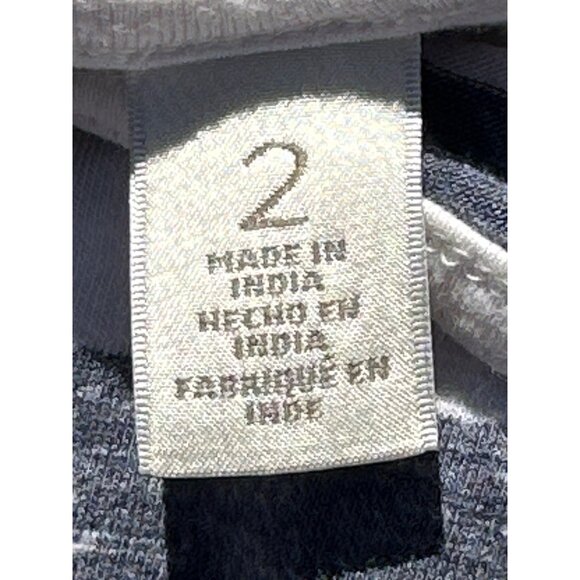 2
MADE IN
INDIA
HECHO EN
INDIA
FABRIQUÉ EN
INDE